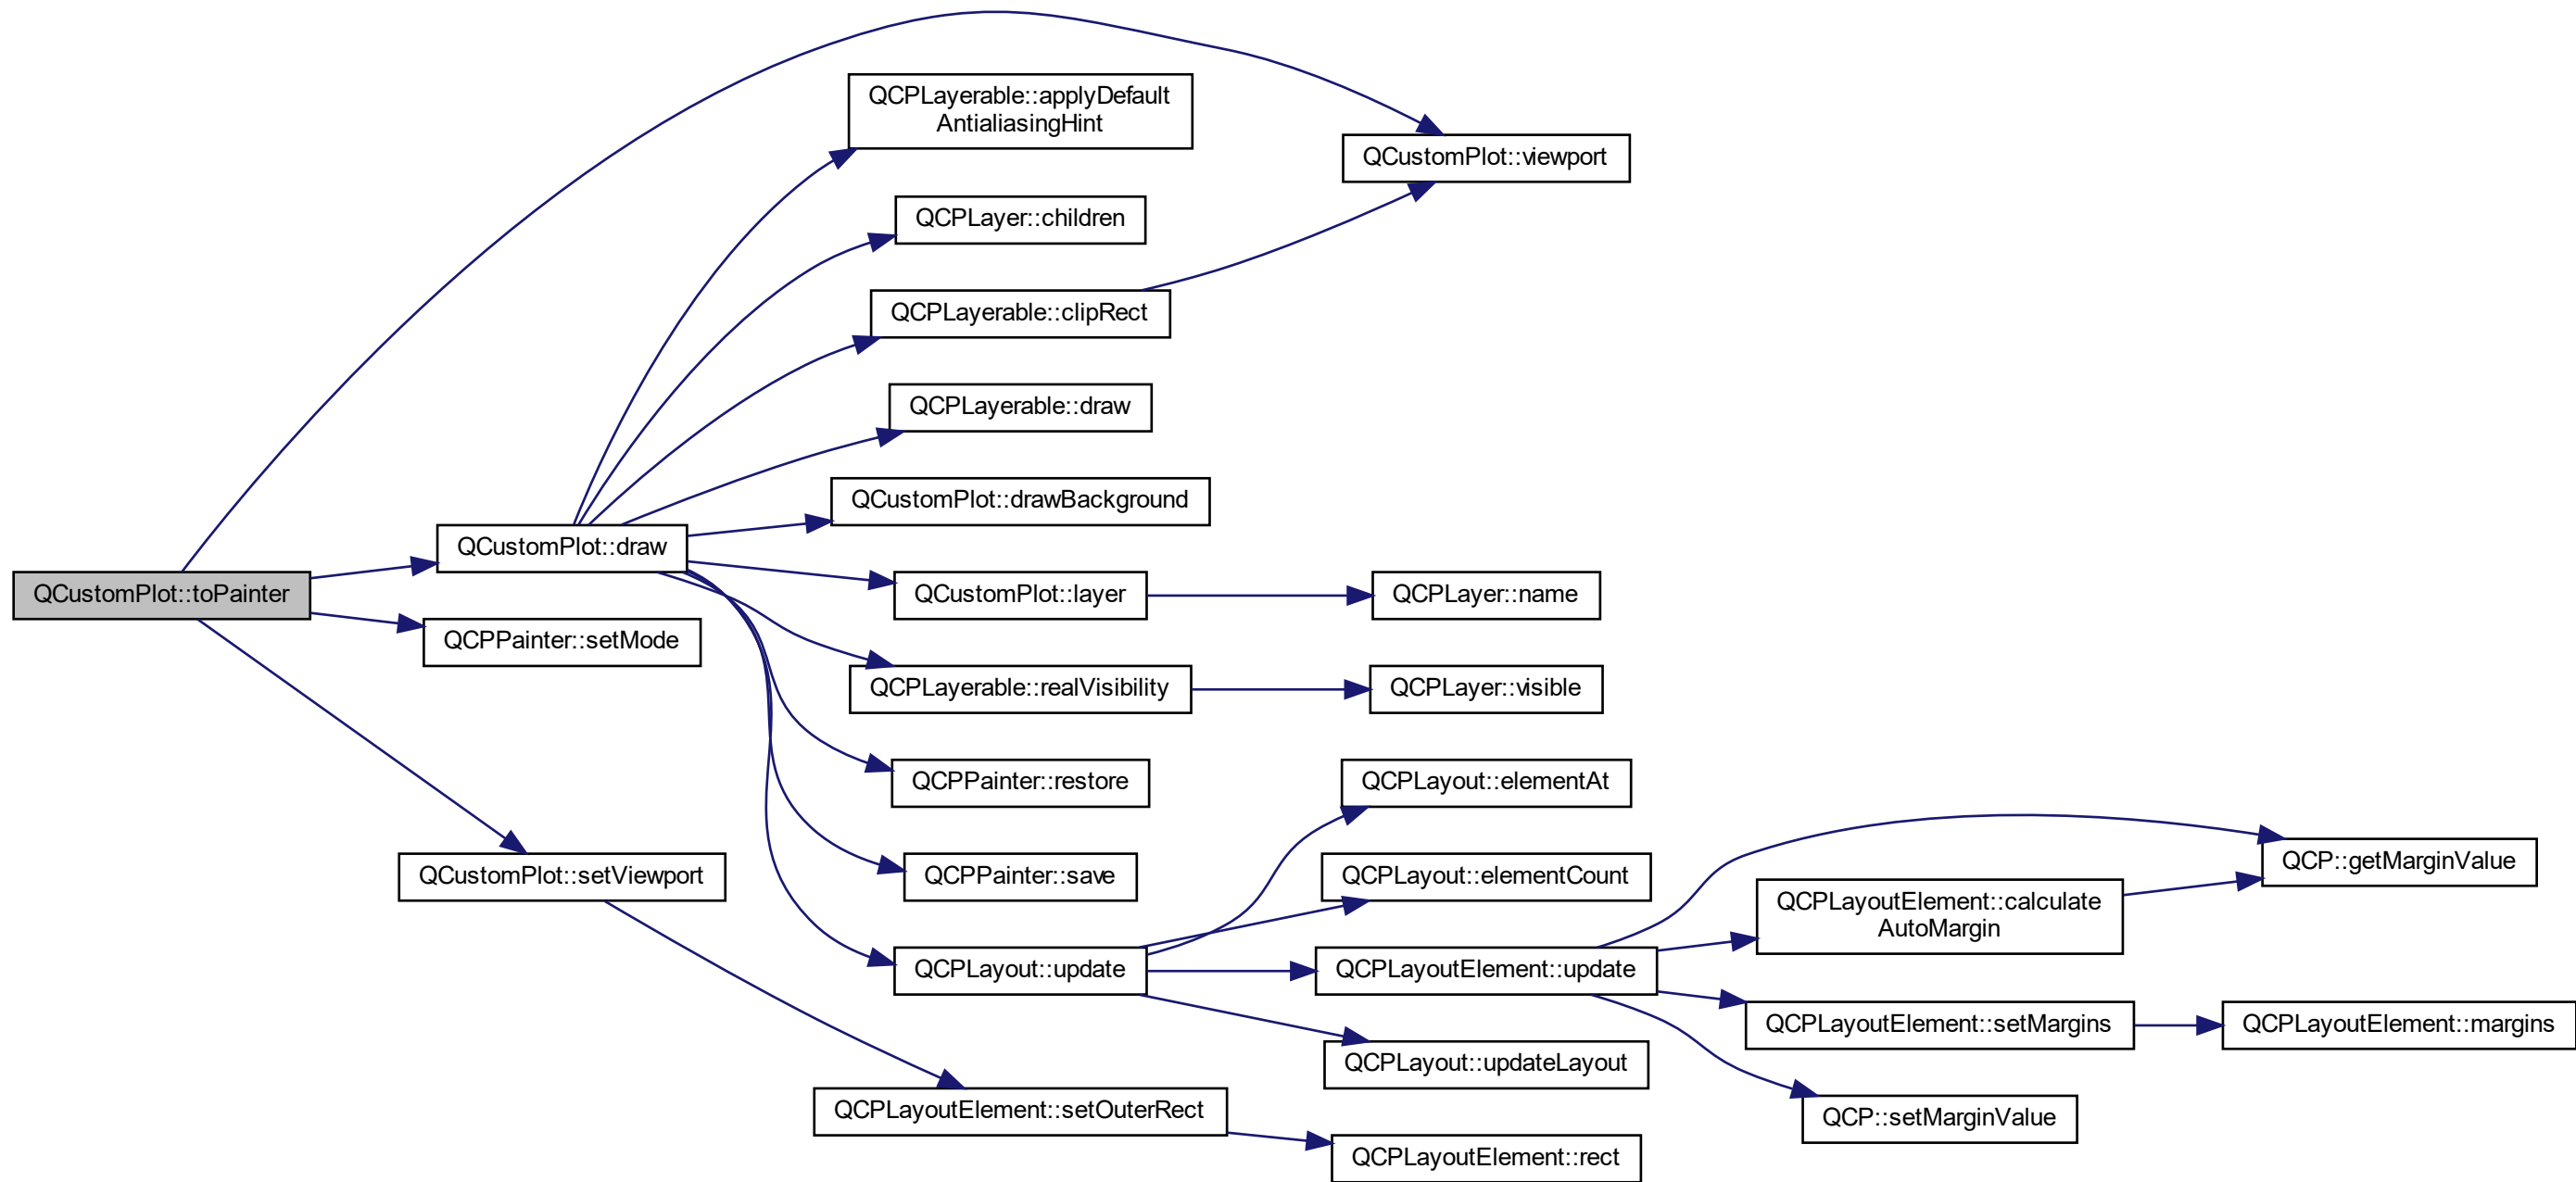 QCustomPlot::toPainter
QCustomPlot::draw
QCPPainter::setMode
QCustomPlot::setViewport
QCPLayerable::applyDefault
AntialiasingHint
QCPLayer::children
QCPLayerable::clipRect
QCPLayerable::draw
QCustomPlot::drawBackground
QCustomPlot::layer
QCPLayerable::realVisibility
QCPPainter::restore
QCPPainter::save
QCPLayout::update
QCPLayoutElement::setOuterRect
QCustomPlot::viewport
QCPLayer::name
QCPLayer::visible
QCPLayout::elementAt
QCPLayout::elementCount
QCPLayoutElement::update
QCPLayout::updateLayout
QCPLayoutElement::rect
QCPLayoutElement::calculate
AutoMargin
QCPLayoutElement::setMargins
QCP::setMarginValue
QCP::getMarginValue
QCPLayoutElement::margins